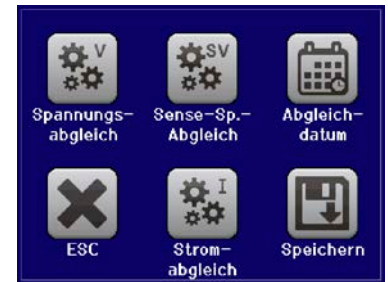 V
SV
Spannungs-
abgleich
Sense-Sp.-
Abgleich
Abgleich-
datum
I
ESC
Strom-
abgleich
Speichern